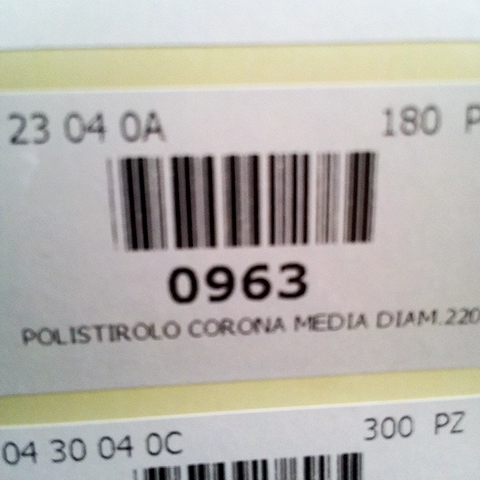 23 04 0A 180 P
0963
POLISTIROLO CORONA MEDIA DIAM.220
04 30 04 0C 300 PZ